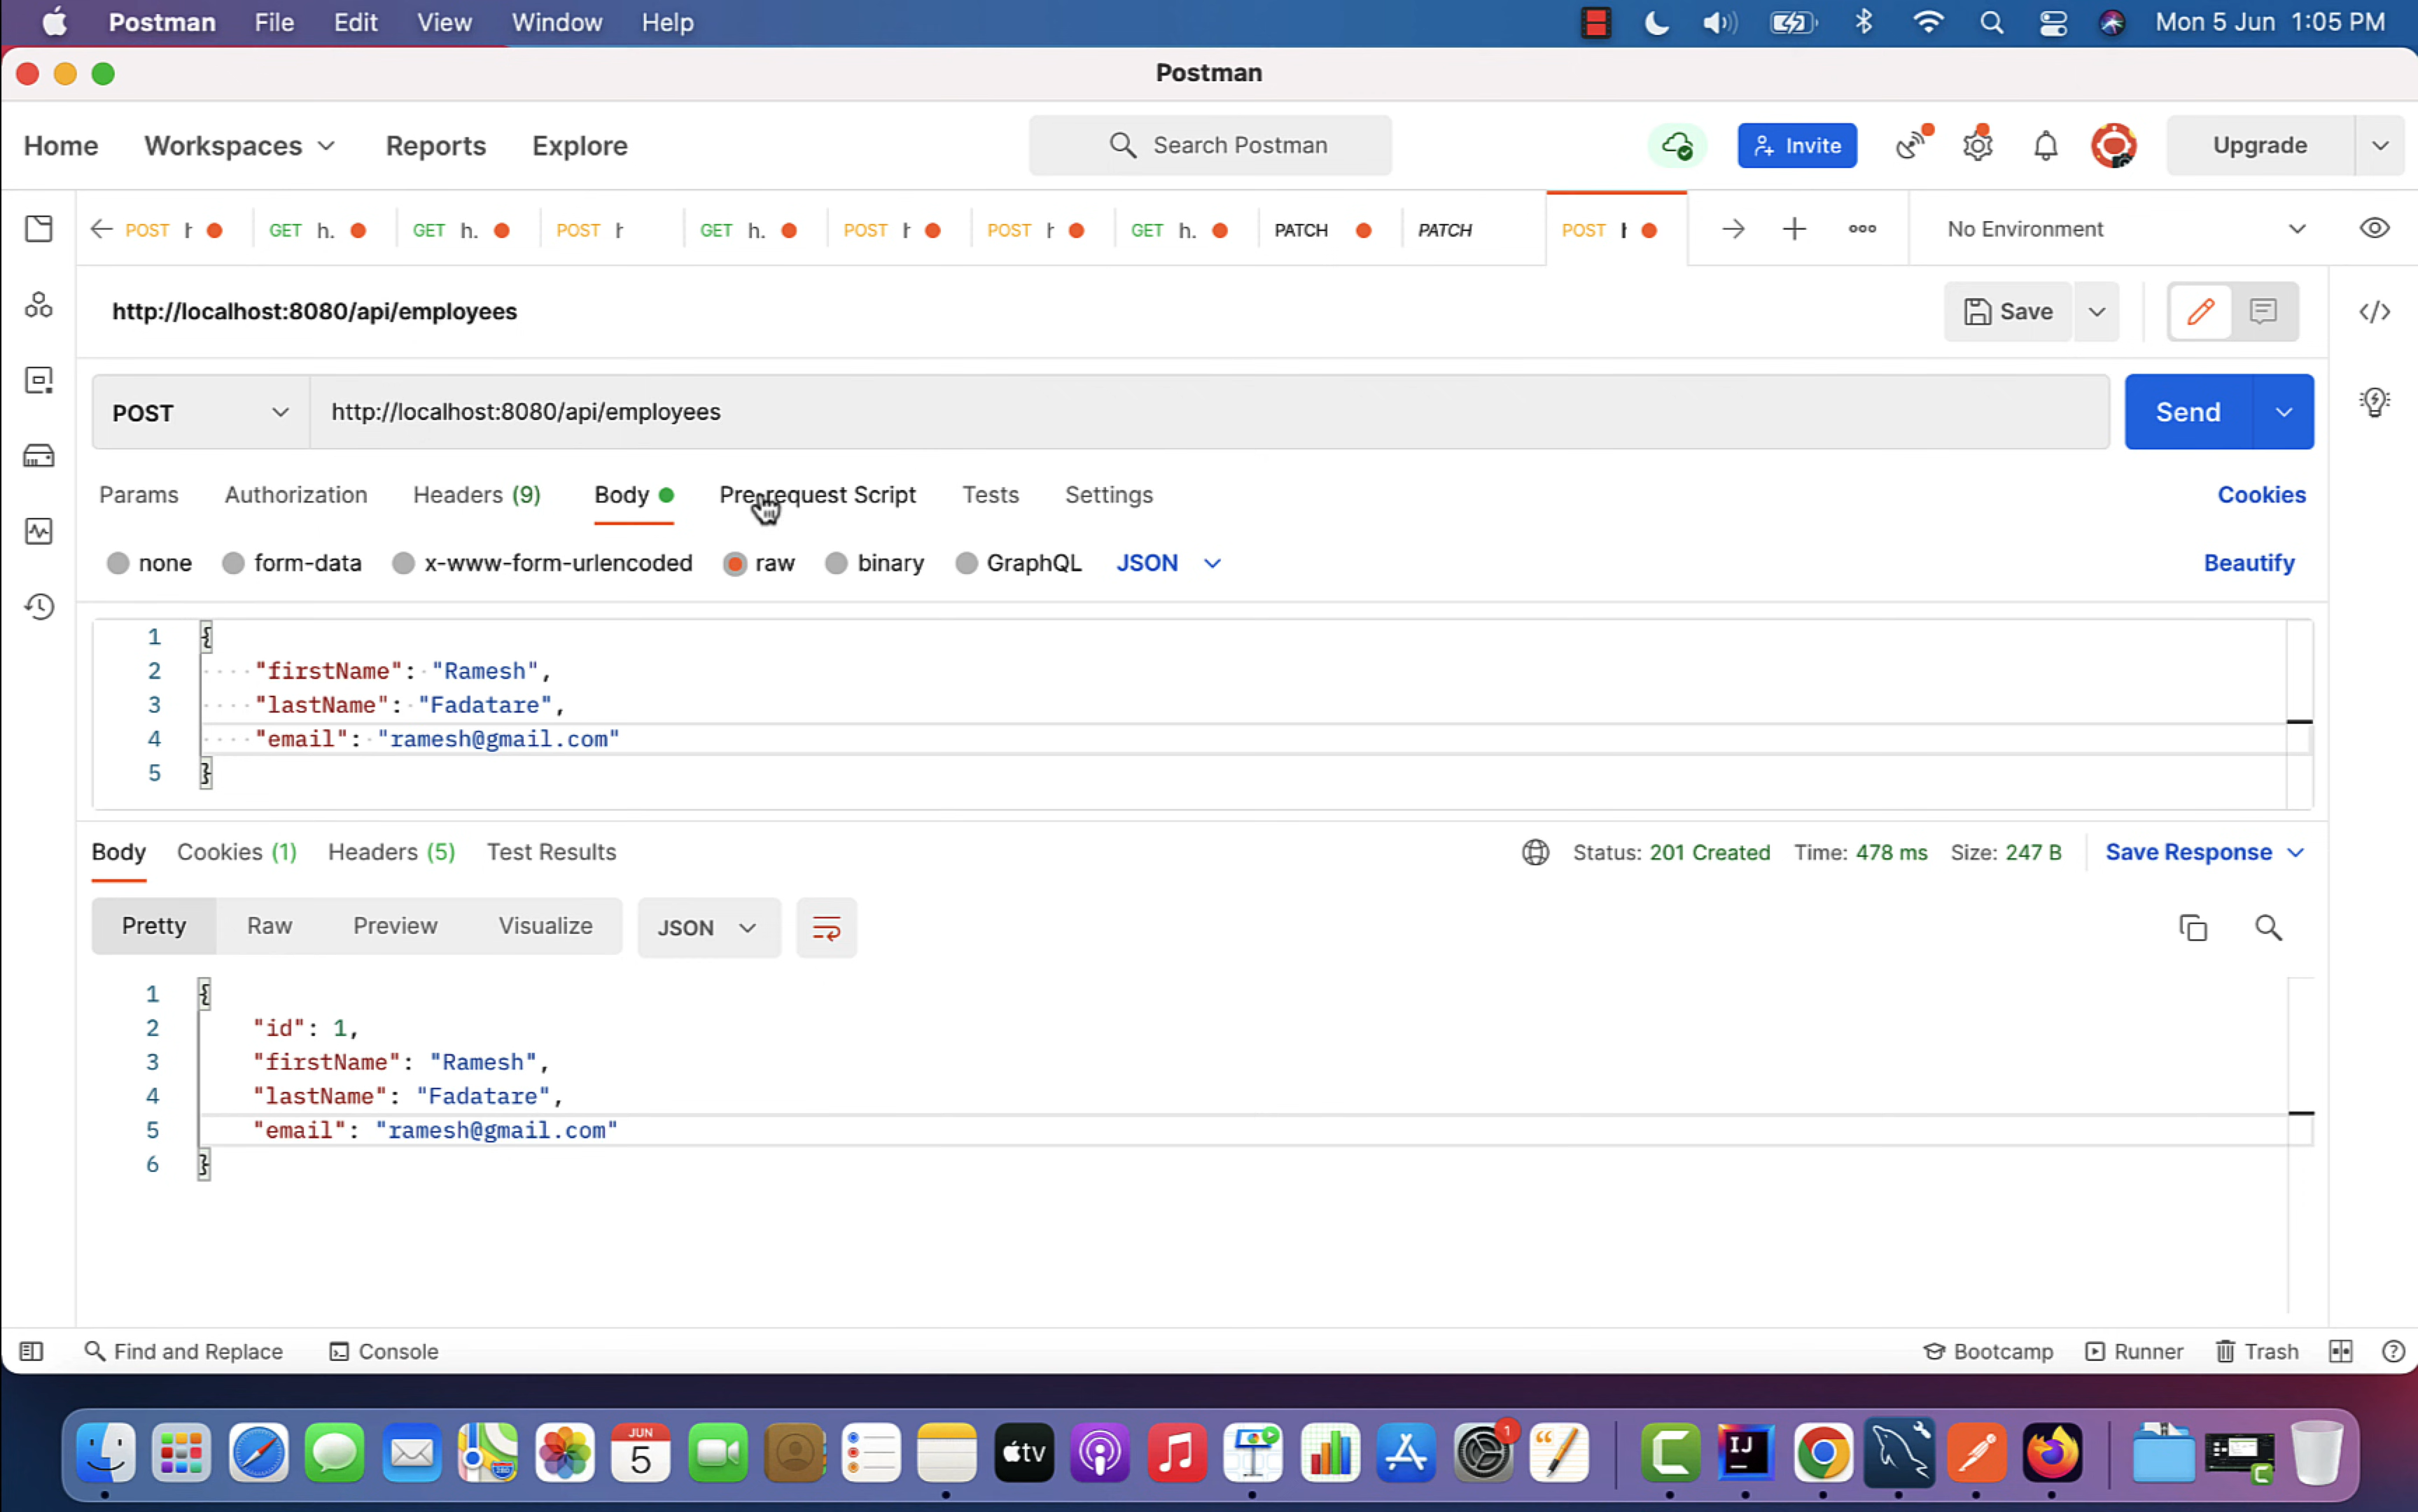 Postman File Edit View Window Help Mon 5 Jun 1:05 PM
Postman
Home Workspaces Reports Explore Search Postman Invite Upgrade
POST GET h. GET h. POST GET h. POST POST GET h. PATCH PATCH POST No Environment
http://localhost:8080/api/employees Save
POST http://localhost:8080/api/employees Send
Params Authorization Headers (9) Body Pre-request Script Tests Settings Cookies
none form-data x-www-form-urlencoded raw binary GraphQL JSON Beautify
1 {
2 "firstName": "Ramesh",
3 "lastName": "Fadatare",
4 "email": "ramesh@gmail.com"
5 }
Body Cookies (1) Headers (5) Test Results Status: 201 Created Time: 478 ms Size: 247 B Save Response
Pretty Raw Preview Visualize JSON
1 {
2 "id": 1,
3 "firstName": "Ramesh",
4 "lastName": "Fadatare",
5 "email": "ramesh@gmail.com"
6 }
Find and Replace Console Bootcamp Runner Trash
JUN
5
tv
1
IJ